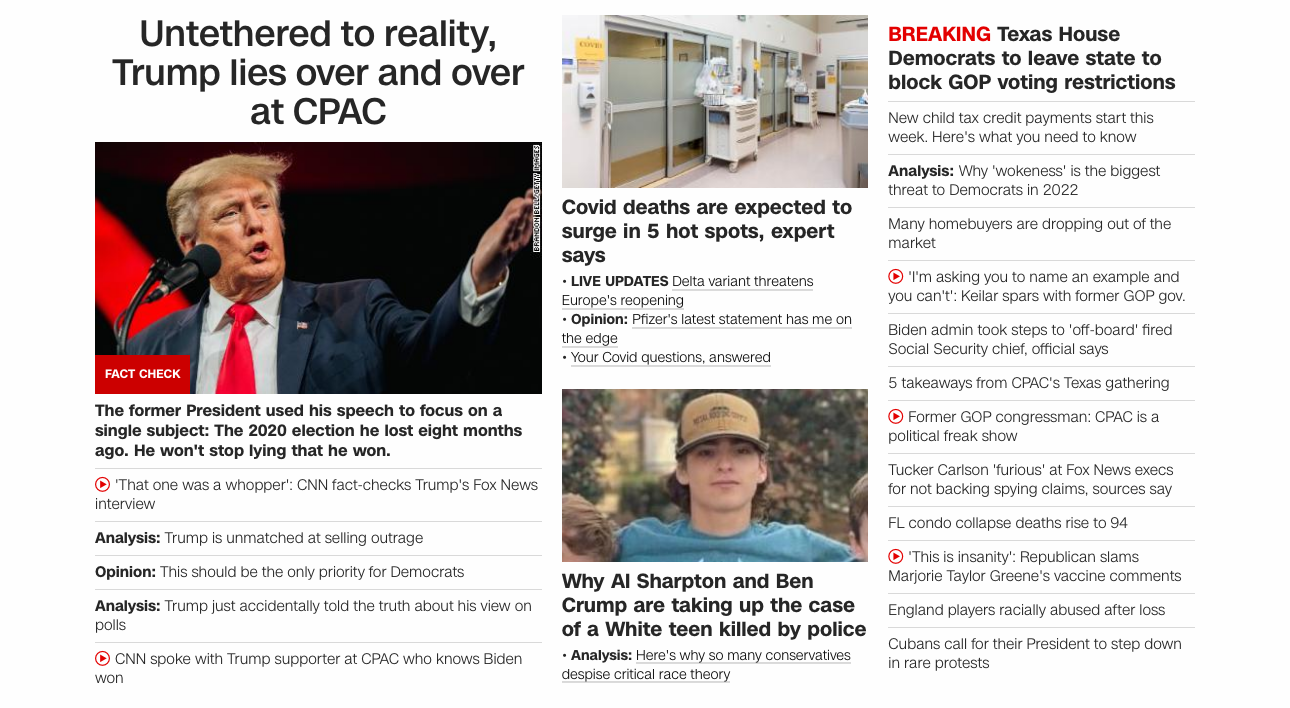 Untethered to reality,
Trump lies over and over
at CPAC
BRANDON BELL/GETTY IMAGES
FACT CHECK
The former President used his speech to focus on a
single subject: The 2020 election he lost eight months
ago. He won't stop lying that he won.
'That one was a whopper': CNN fact-checks Trump's Fox News
interview
Analysis: Trump is unmatched at selling outrage
Opinion: This should be the only priority for Democrats
Analysis: Trump just accidentally told the truth about his view on
polls
CNN spoke with Trump supporter at CPAC who knows Biden
won
COVID
Covid deaths are expected to
surge in 5 hot spots, expert
says
• LIVE UPDATES Delta variant threatens
Europe's reopening
• Opinion: Pfizer's latest statement has me on
the edge
• Your Covid questions, answered
Why Al Sharpton and Ben
Crump are taking up the case
of a White teen killed by police
• Analysis: Here's why so many conservatives
despise critical race theory
BREAKING Texas House
Democrats to leave state to
block GOP voting restrictions
New child tax credit payments start this
week. Here's what you need to know
Analysis: Why 'wokeness' is the biggest
threat to Democrats in 2022
Many homebuyers are dropping out of the
market
'I'm asking you to name an example and
you can't': Keilar spars with former GOP gov.
Biden admin took steps to 'off-board' fired
Social Security chief, official says
5 takeaways from CPAC's Texas gathering
Former GOP congressman: CPAC is a
political freak show
Tucker Carlson 'furious' at Fox News execs
for not backing spying claims, sources say
FL condo collapse deaths rise to 94
'This is insanity': Republican slams
Marjorie Taylor Greene's vaccine comments
England players racially abused after loss
Cubans call for their President to step down
in rare protests